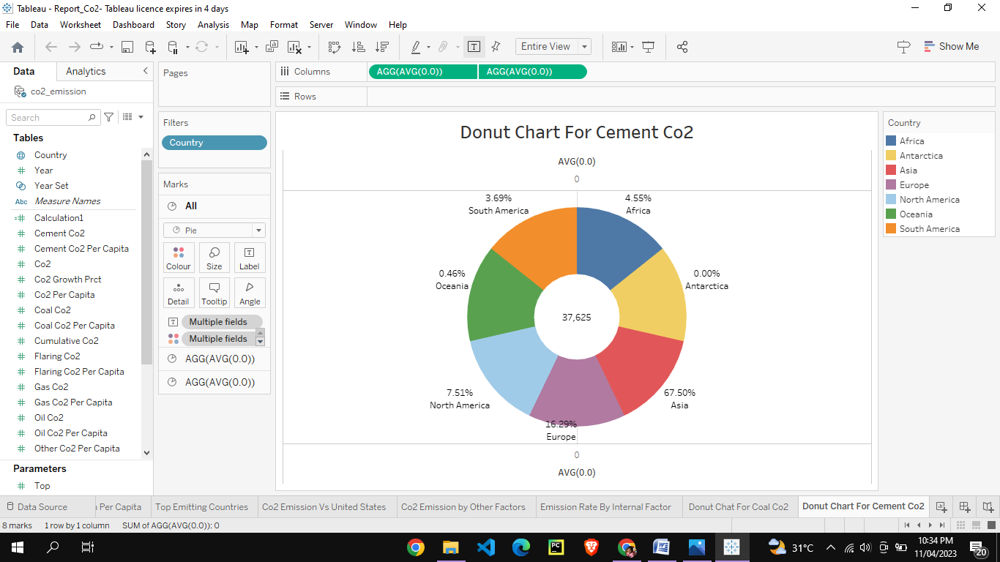 Tableau - Report_Co2- Tableau licence expires in 4 days
File Data Worksheet Dashboard Story Analysis Map Format Server Window Help
Entire View
Show Me
Data Analytics
co2_emission
Search
Tables
Country
Year
Year Set
Abc Measure Names
Calculation1
Cement Co2
Cement Co2 Per Capita
Co2
Co2 Growth Prct
Co2 Per Capita
Coal Co2
Coal Co2 Per Capita
Cumulative Co2
Flaring Co2
Flaring Co2 Per Capita
Gas Co2
Gas Co2 Per Capita
Oil Co2
Oil Co2 Per Capita
Other Co2 Per Capita
Parameters
Top
Pages
Filters
Country
Marks
All
Pie
Colour Size Label
Detail Tooltip Angle
Multiple fields
Multiple fields
AGG(AVG(0.0))
AGG(AVG(0.0))
Columns AGG(AVG(0.0)) AGG(AVG(0.0))
Rows
Donut Chart For Cement Co2
AVG(0.0)
0
3.69%
South America
4.55%
Africa
0.46%
Oceania
0.00%
Antarctica
37,625
7.51%
North America
67.50%
Asia
16.29%
Europe
0
AVG(0.0)
Country
Africa
Antarctica
Asia
Europe
North America
Oceania
South America
Data Source Per Capita Top Emitting Countries Co2 Emission Vs United States Co2 Emission by Other Factors Emission Rate By Internal Factor Donut Chat For Coal Co2 Donut Chart For Cement Co2
8 marks 1 row by 1 column SUM of AGG(AVG(0.0)): 0
31°C
10:34 PM
11/04/2023
20